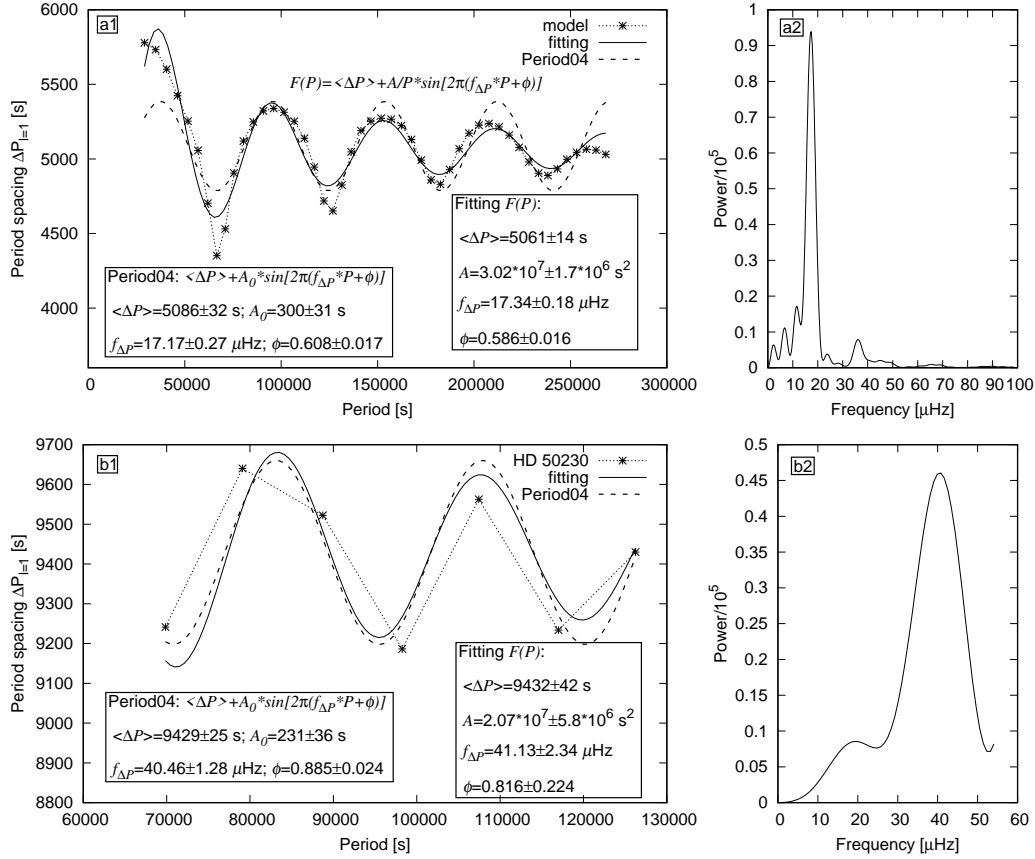 a1
model
fitting
Period04
F(P)=<ΔP>+A/P*sin[2π(f_ΔP*P+ϕ)]
Fitting F(P):
<ΔP>=5061±14 s
A=3.02*10^7±1.7*10^6 s^2
f_ΔP=17.34±0.18 μHz
ϕ=0.586±0.016
Period04: <ΔP>+A_0*sin[2π(f_ΔP*P+ϕ)]
<ΔP>=5086±32 s; A_0=300±31 s
f_ΔP=17.17±0.27 μHz; ϕ=0.608±0.017
Period spacing ΔP_l=1 [s]
6000
5500
5000
4500
4000
0 50000 100000 150000 200000 250000 300000
Period [s]
a2
Power/10^5
1
0.9
0.8
0.7
0.6
0.5
0.4
0.3
0.2
0.1
0
0 10 20 30 40 50 60 70 80 90 100
Frequency [μHz]
b1
HD 50230
fitting
Period04
Fitting F(P):
<ΔP>=9432±42 s
A=2.07*10^7±5.8*10^6 s^2
f_ΔP=41.13±2.34 μHz
ϕ=0.816±0.224
Period04: <ΔP>+A_0*sin[2π(f_ΔP*P+ϕ)]
<ΔP>=9429±25 s; A_0=231±36 s
f_ΔP=40.46±1.28 μHz; ϕ=0.885±0.024
Period spacing ΔP_l=1 [s]
9700
9600
9500
9400
9300
9200
9100
9000
8900
8800
60000 70000 80000 90000 100000 110000 120000 130000
Period [s]
b2
Power/10^5
0.5
0.45
0.4
0.35
0.3
0.25
0.2
0.15
0.1
0.05
0
0 10 20 30 40 50 60
Frequency [μHz]